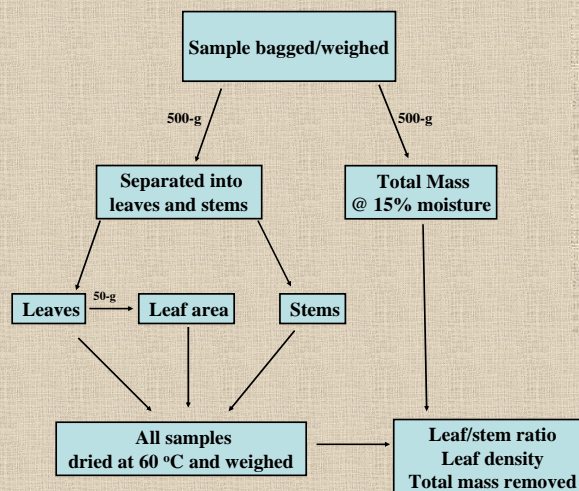 Sample bagged/weighed
500-g
500-g
Separated into
leaves and stems
Total Mass
@ 15% moisture
Leaves
50-g
Leaf area
Stems
All samples
dried at 60 °C and weighed
Leaf/stem ratio
Leaf density
Total mass removed